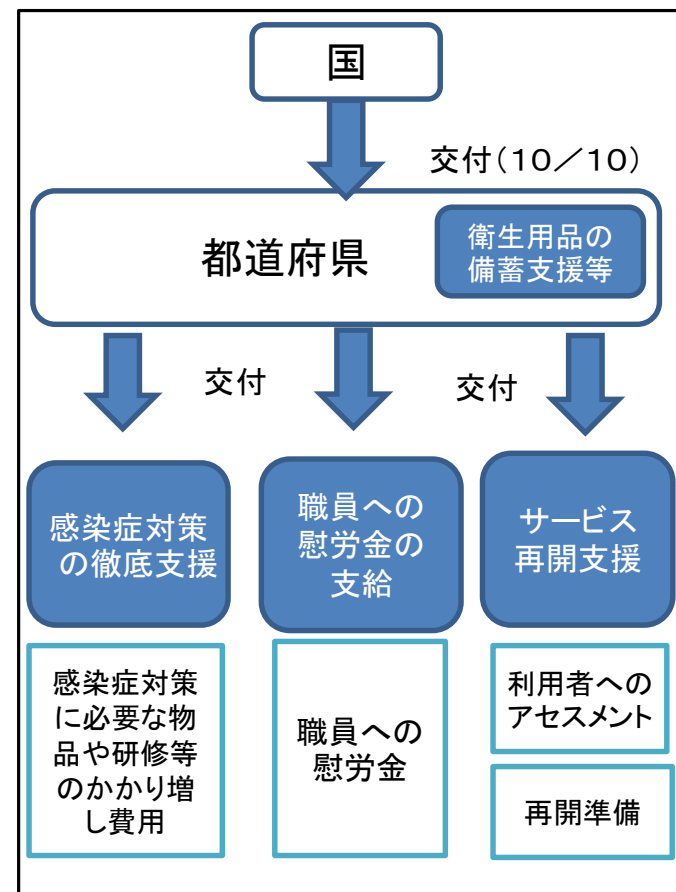 国
交付(10／10)
都道府県
衛生用品の
備蓄支援等
交付
交付
感染症対策
の徹底支援
職員への
慰労金の
支給
サービス
再開支援
感染症対策
に必要な物
品や研修等
のかかり増
し費用
職員への
慰労金
利用者への
アセスメント
再開準備